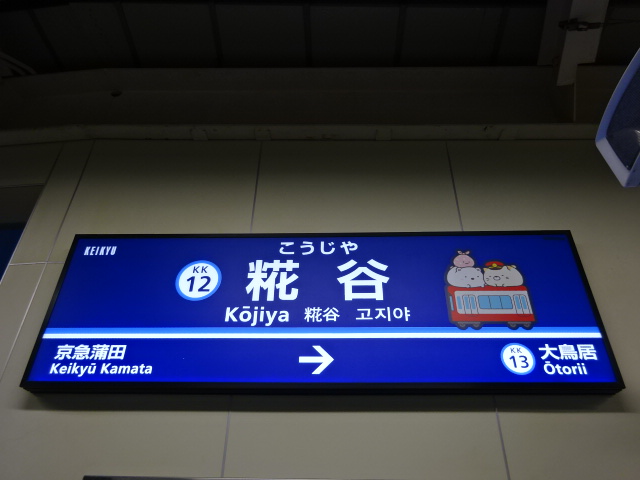 KEIKYU
こうじや
KK
12
糀谷
Kōjiya 糀谷 고지야
京急蒲田
Keikyū Kamata
→
KK
13
大鳥居
Ōtorii